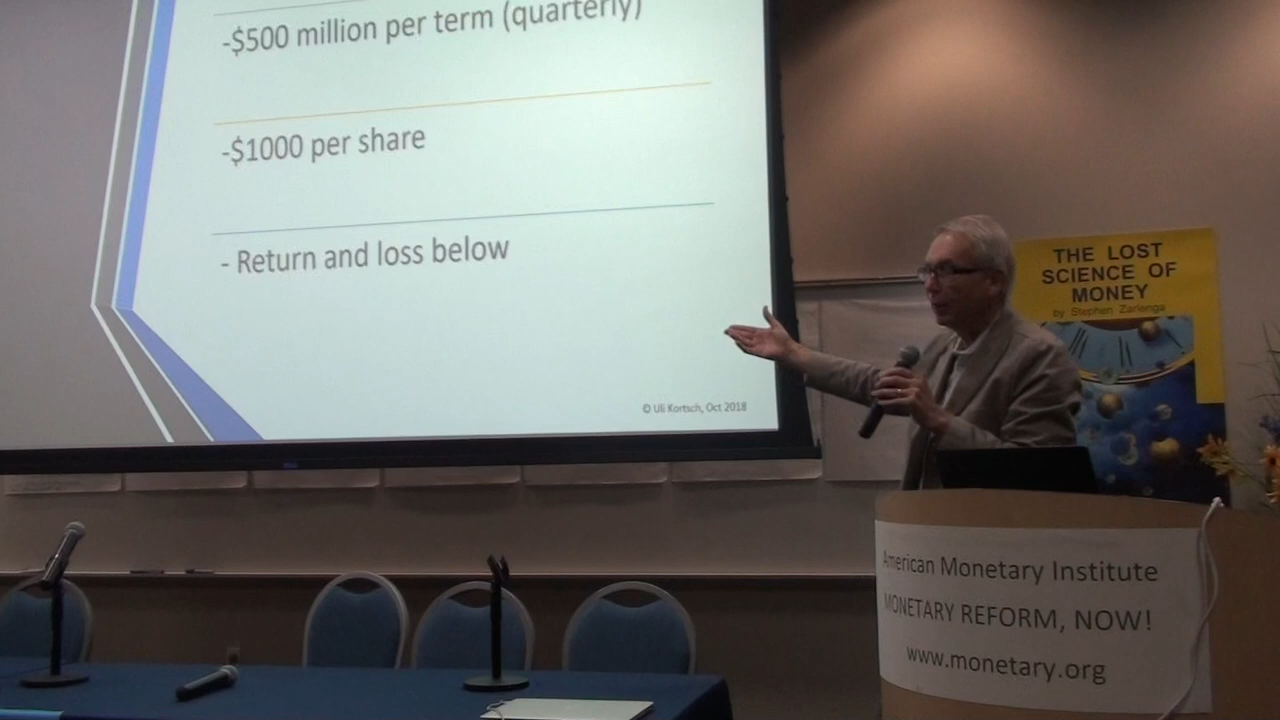 -$500 million per term (quarterly)
-$1000 per share
- Return and loss below
© Uli Kortsch, Oct 2018
THE LOST
SCIENCE OF
MONEY
by Stephen Zarlenga
American Monetary Institute
MONETARY REFORM, NOW!
www.monetary.org